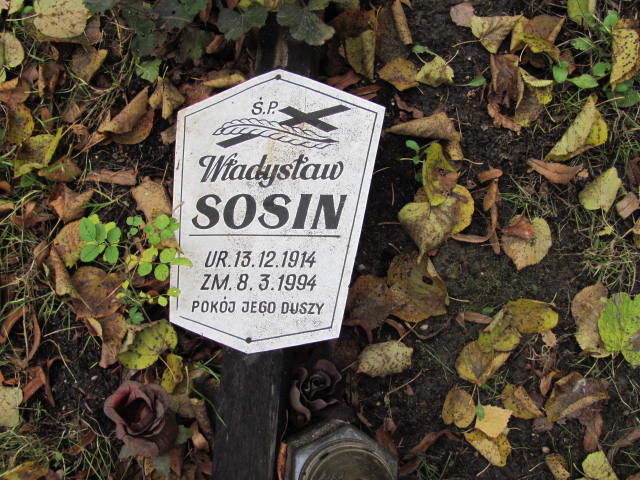 Ś.P.
Władysław
SOSIN
UR. 13.12.1914
ZM. 8.3.1994
POKÓJ JEGO DUSZY